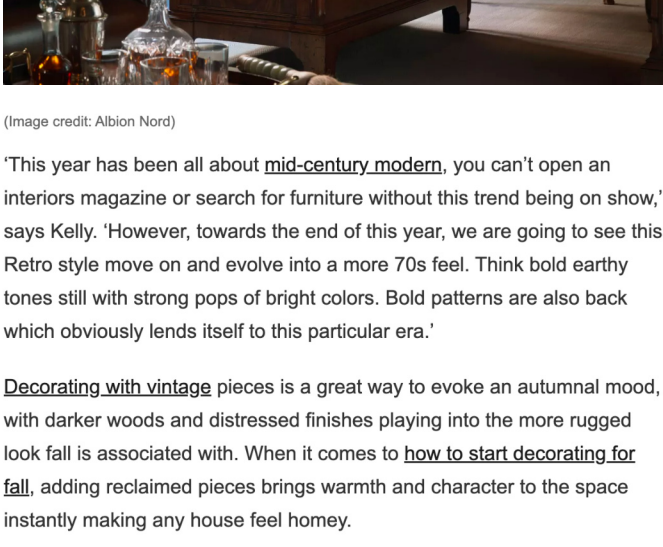 (Image credit: Albion Nord)
‘This year has been all about mid-century modern, you can’t open an
interiors magazine or search for furniture without this trend being on show,’
says Kelly. ‘However, towards the end of this year, we are going to see this
Retro style move on and evolve into a more 70s feel. Think bold earthy
tones still with strong pops of bright colors. Bold patterns are also back
which obviously lends itself to this particular era.’
Decorating with vintage pieces is a great way to evoke an autumnal mood,
with darker woods and distressed finishes playing into the more rugged
look fall is associated with. When it comes to how to start decorating for
fall, adding reclaimed pieces brings warmth and character to the space
instantly making any house feel homey.